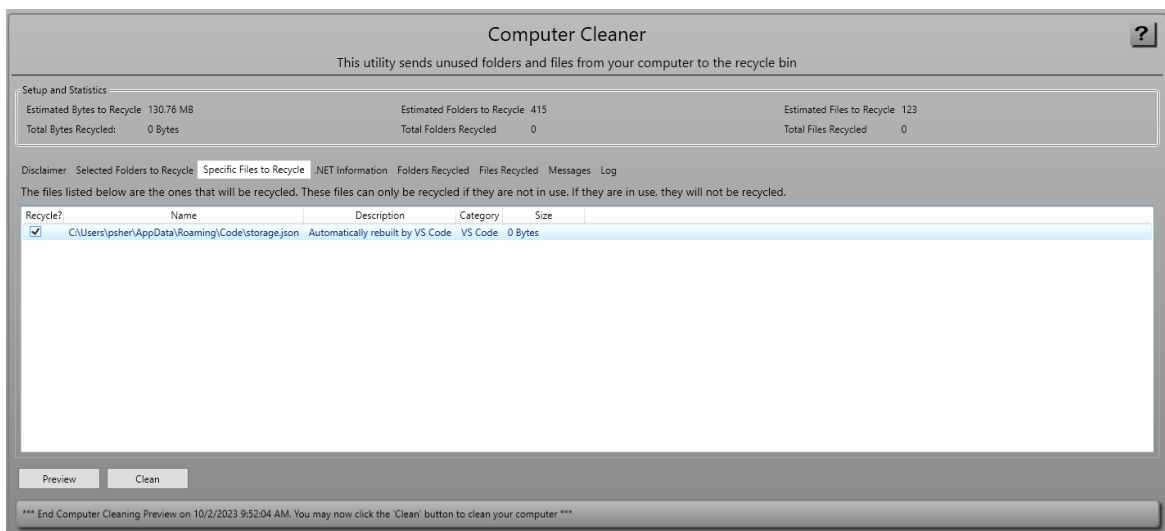 Computer Cleaner
?
This utility sends unused folders and files from your computer to the recycle bin
Setup and Statistics
Estimated Bytes to Recycle 130.76 MB Estimated Folders to Recycle 415 Estimated Files to Recycle 123
Total Bytes Recycled: 0 Bytes Total Folders Recycled 0 Total Files Recycled 0
Disclaimer Selected Folders to Recycle Specific Files to Recycle .NET Information Folders Recycled Files Recycled Messages Log
The files listed below are the ones that will be recycled. These files can only be recycled if they are not in use. If they are in use, they will not be recycled.
Recycle? Name Description Category Size
C:\Users\psher\AppData\Roaming\Code\storage.json Automatically rebuilt by VS Code VS Code 0 Bytes
Preview Clean
*** End Computer Cleaning Preview on 10/2/2023 9:52:04 AM. You may now click the 'Clean' button to clean your computer ***